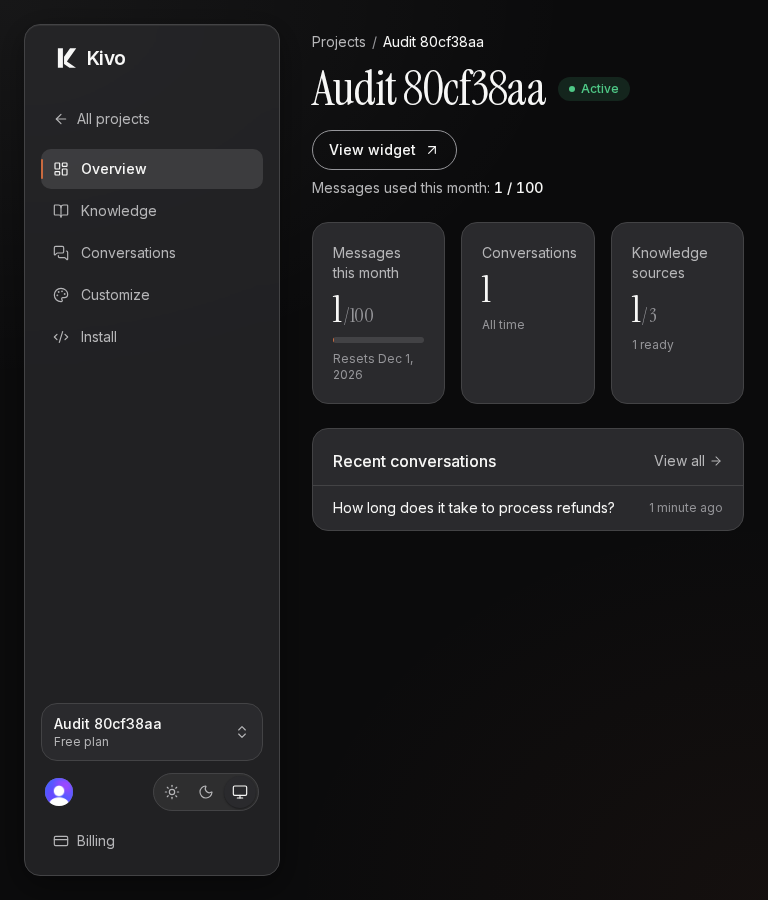 Kivo
All projects
Overview
Knowledge
Conversations
Customize
Install
Audit 80cf38aa
Free plan
Billing
Projects / Audit 80cf38aa
Audit 80cf38aa
Active
View widget
Messages used this month: 1 / 100
Messages
this month
1 /100
Resets Dec 1,
2026
Conversations
1
All time
Knowledge
sources
1 / 3
1 ready
Recent conversations
View all
How long does it take to process refunds?
1 minute ago